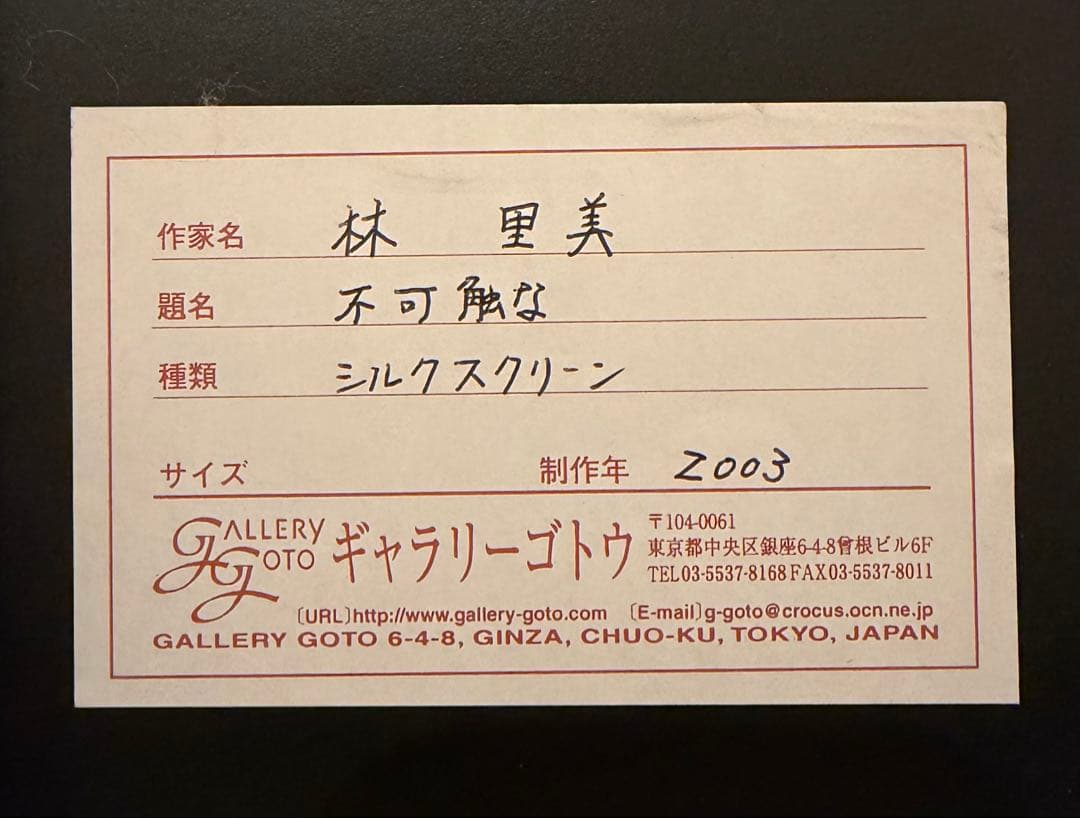 作家名 林 里美
題名 不可触な
種類 シルクスクリーン
サイズ 制作年 2003
GALLERY GOTO ギャラリーゴトウ
〒104-0061
東京都中央区銀座6-4-8曽根ビル6F
TEL03-5537-8168 FAX03-5537-8011
〔URL〕http://www.gallery-goto.com 〔E-mail〕g-goto@crocus.ocn.ne.jp
GALLERY GOTO 6-4-8, GINZA, CHUO-KU, TOKYO, JAPAN